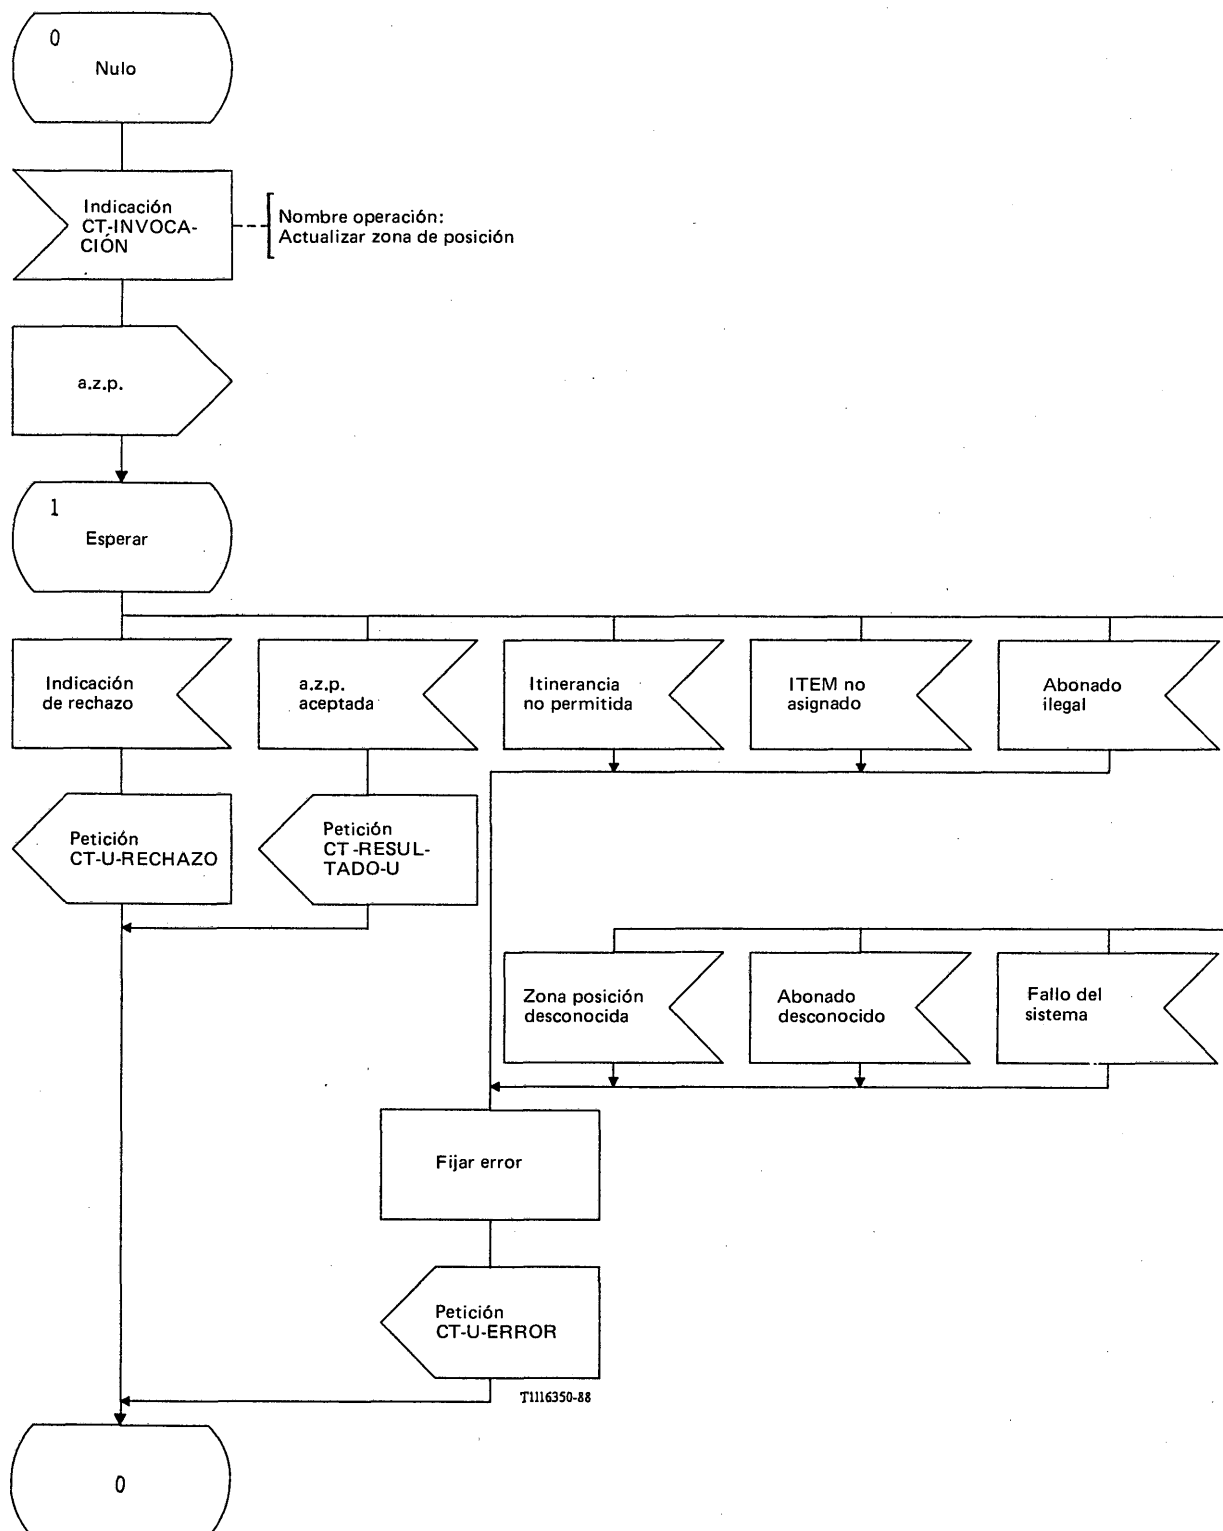 0
Nulo
Indicación
CT-INVOCA-
CIÓN
Nombre operación:
Actualizar zona de posición
a.z.p.
1
Esperar
Indicación
de rechazo
a.z.p.
aceptada
Itinerancia
no permitida
ITEM no
asignado
Abonado
ilegal
Petición
CT-U-RECHAZO
Petición
CT-RESUL-
TADO-U
Zona posición
desconocida
Abonado
desconocido
Fallo del
sistema
Fijar error
Petición
CT-U-ERROR
T1116350-88
0